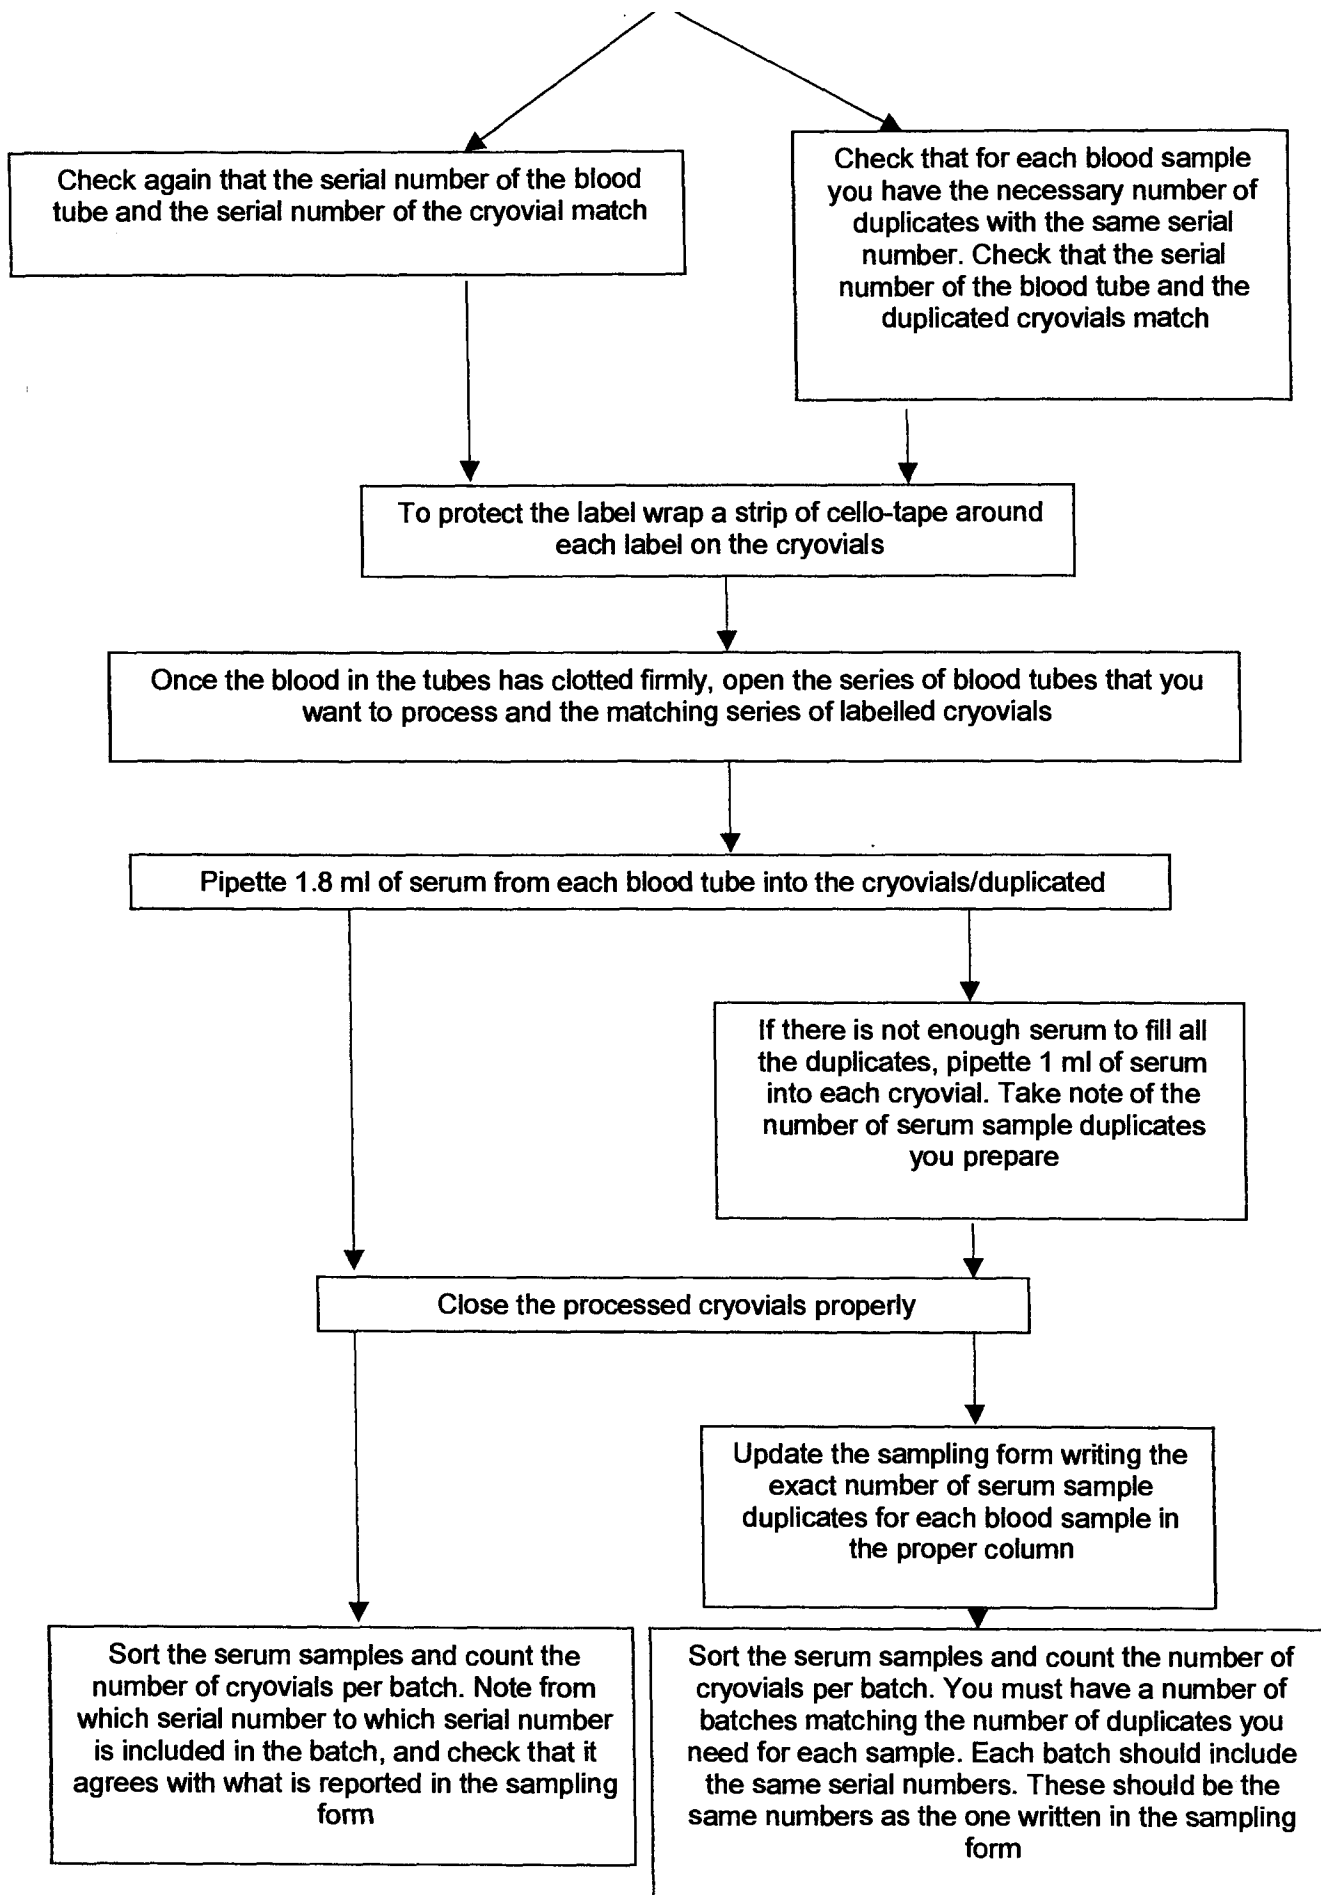 Check again that the serial number of the blood
tube and the serial number of the cryovial match
Check that for each blood sample
you have the necessary number of
duplicates with the same serial
number. Check that the serial
number of the blood tube and the
duplicated cryovials match
To protect the label wrap a strip of cello-tape around
each label on the cryovials
Once the blood in the tubes has clotted firmly, open the series of blood tubes that you
want to process and the matching series of labelled cryovials
Pipette 1.8 ml of serum from each blood tube into the cryovials/duplicated
If there is not enough serum to fill all
the duplicates, pipette 1 ml of serum
into each cryovial. Take note of the
number of serum sample duplicates
you prepare
Close the processed cryovials properly
Update the sampling form writing the
exact number of serum sample
duplicates for each blood sample in
the proper column
Sort the serum samples and count the
number of cryovials per batch. Note from
which serial number to which serial number
is included in the batch, and check that it
agrees with what is reported in the sampling
form
Sort the serum samples and count the number of
cryovials per batch. You must have a number of
batches matching the number of duplicates you
need for each sample. Each batch should include
the same serial numbers. These should be the
same numbers as the one written in the sampling
form